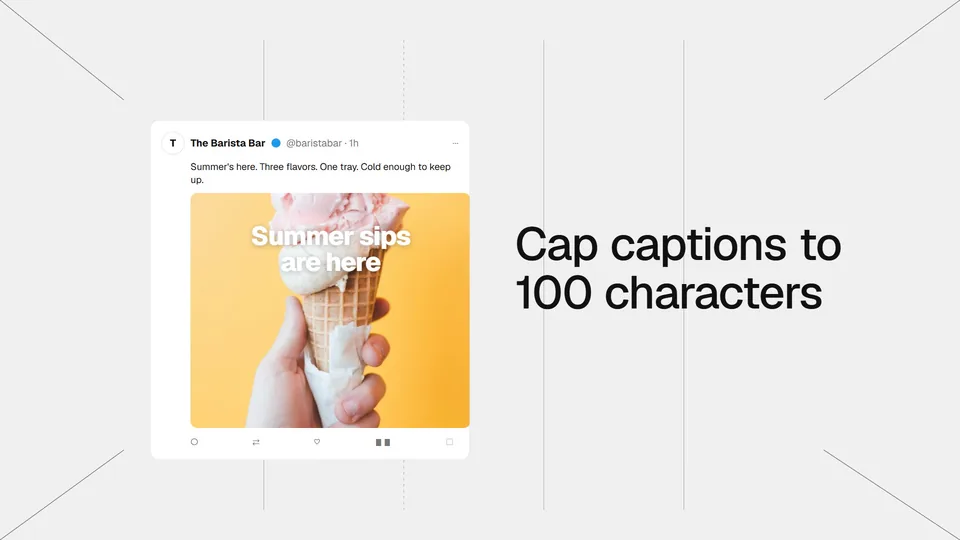 T
The Barista Bar @baristabar · 1h
Summer's here. Three flavors. One tray. Cold enough to keep
up.
Summer sips
are here
Cap captions to
100 characters